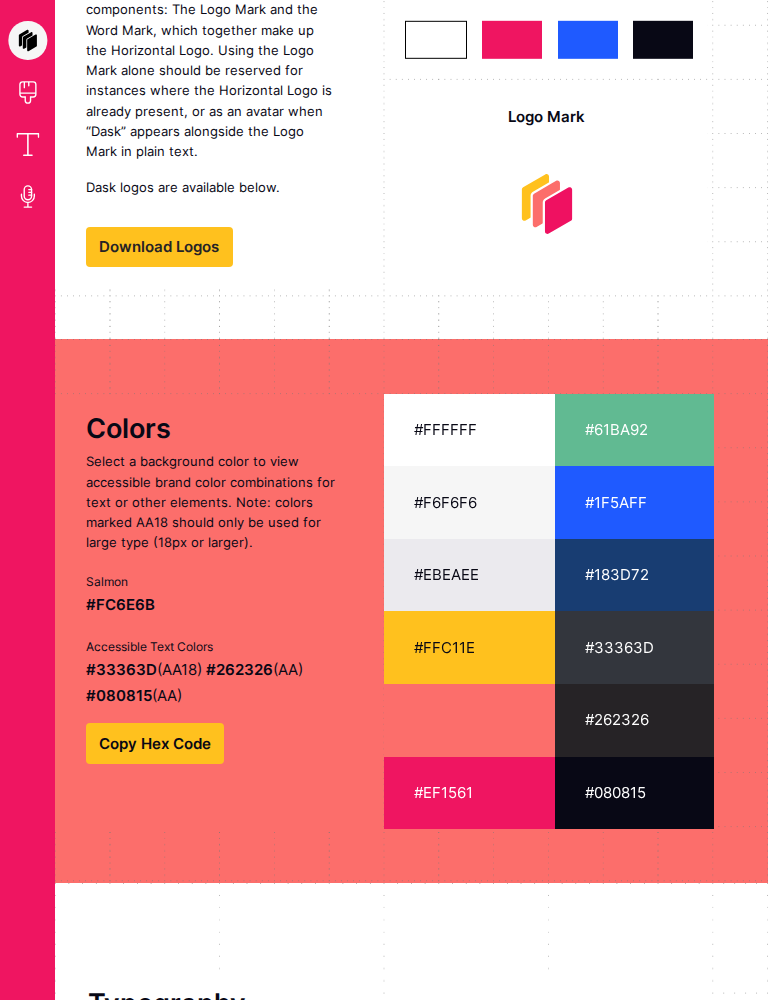 components: The Logo Mark and the
Word Mark, which together make up
the Horizontal Logo. Using the Logo
Mark alone should be reserved for
instances where the Horizontal Logo is
already present, or as an avatar when
“Dask” appears alongside the Logo
Mark in plain text.
Dask logos are available below.
Download Logos
Logo Mark
Colors
Select a background color to view
accessible brand color combinations for
text or other elements. Note: colors
marked AA18 should only be used for
large type (18px or larger).
Salmon
#FC6E6B
Accessible Text Colors
#33363D(AA18) #262326(AA)
#080815(AA)
Copy Hex Code
#FFFFFF
#61BA92
#F6F6F6
#1F5AFF
#EBEAEE
#183D72
#FFC11E
#33363D
#262326
#EF1561
#080815
Typography